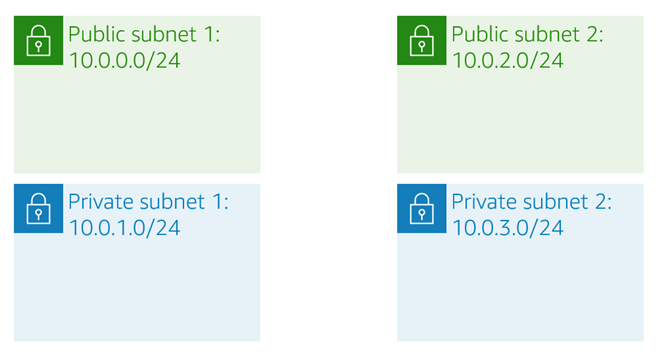 Public subnet 1:
10.0.0.0/24
Public subnet 2:
10.0.2.0/24
Private subnet 1:
10.0.1.0/24
Private subnet 2:
10.0.3.0/24